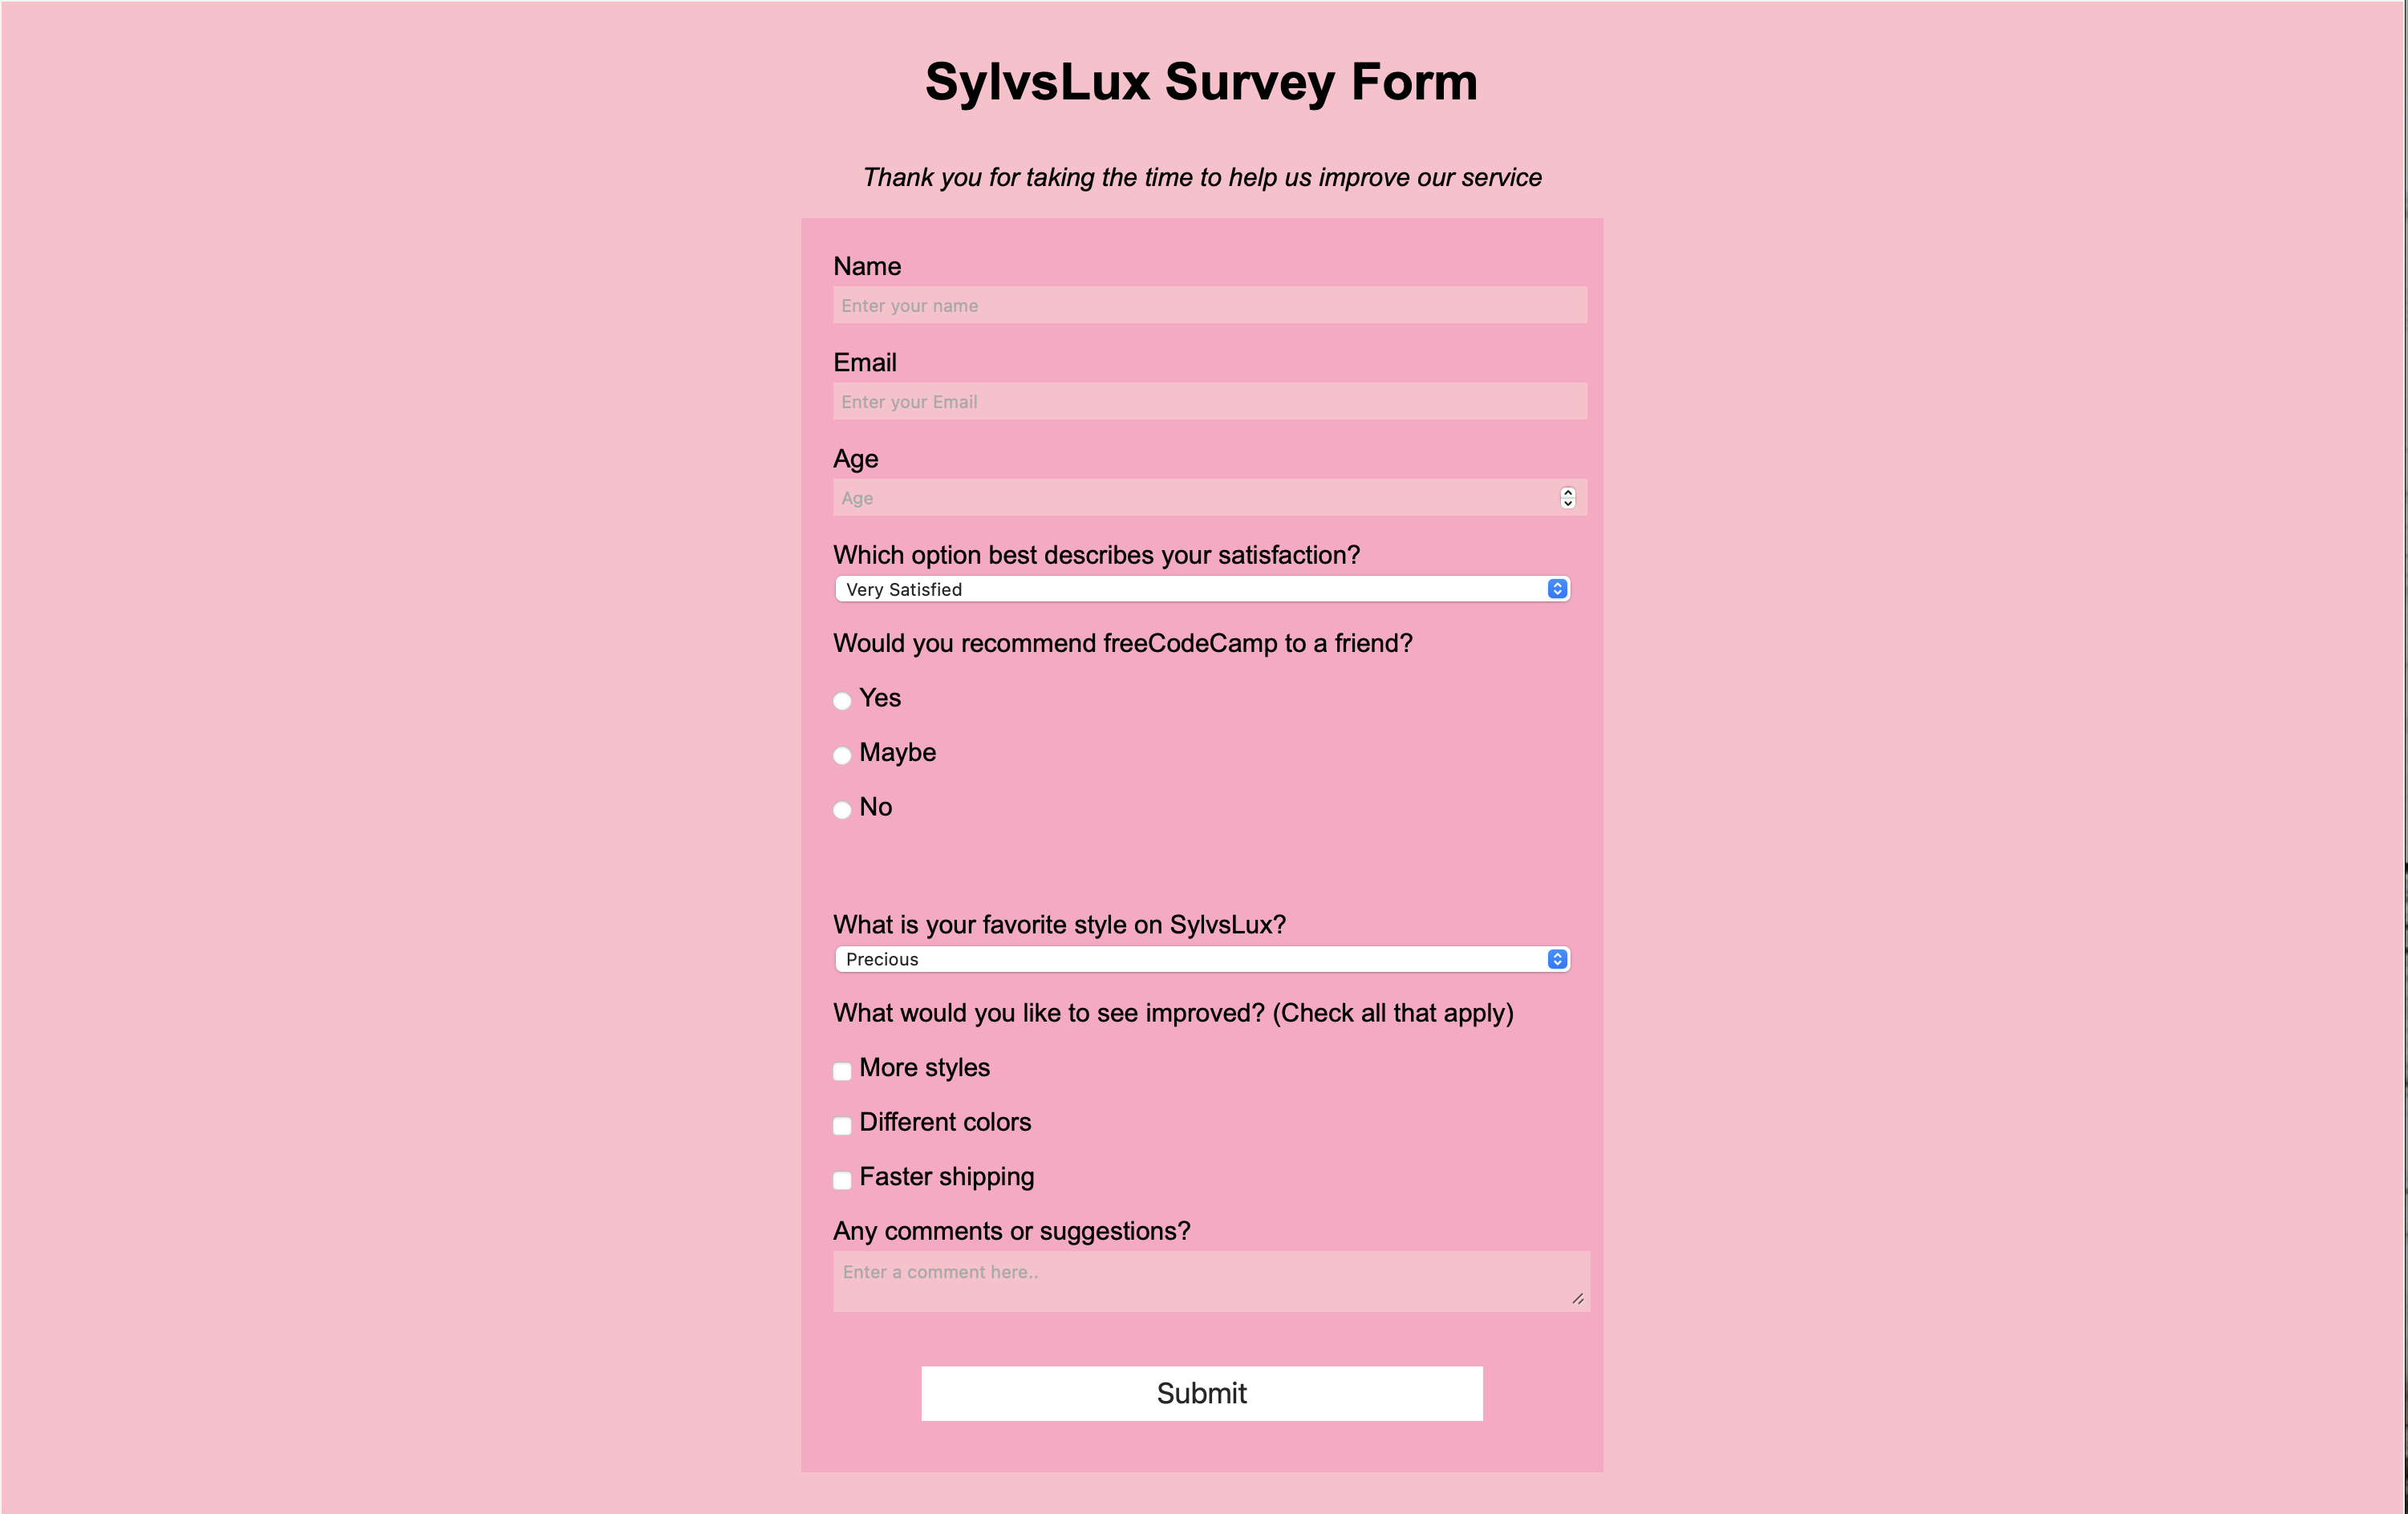 SylvsLux Survey Form
Thank you for taking the time to help us improve our service
Name
Enter your name
Email
Enter your Email
Age
Age
Which option best describes your satisfaction?
Very Satisfied
Would you recommend freeCodeCamp to a friend?
Yes
Maybe
No
What is your favorite style on SylvsLux?
Precious
What would you like to see improved? (Check all that apply)
More styles
Different colors
Faster shipping
Any comments or suggestions?
Enter a comment here..
Submit